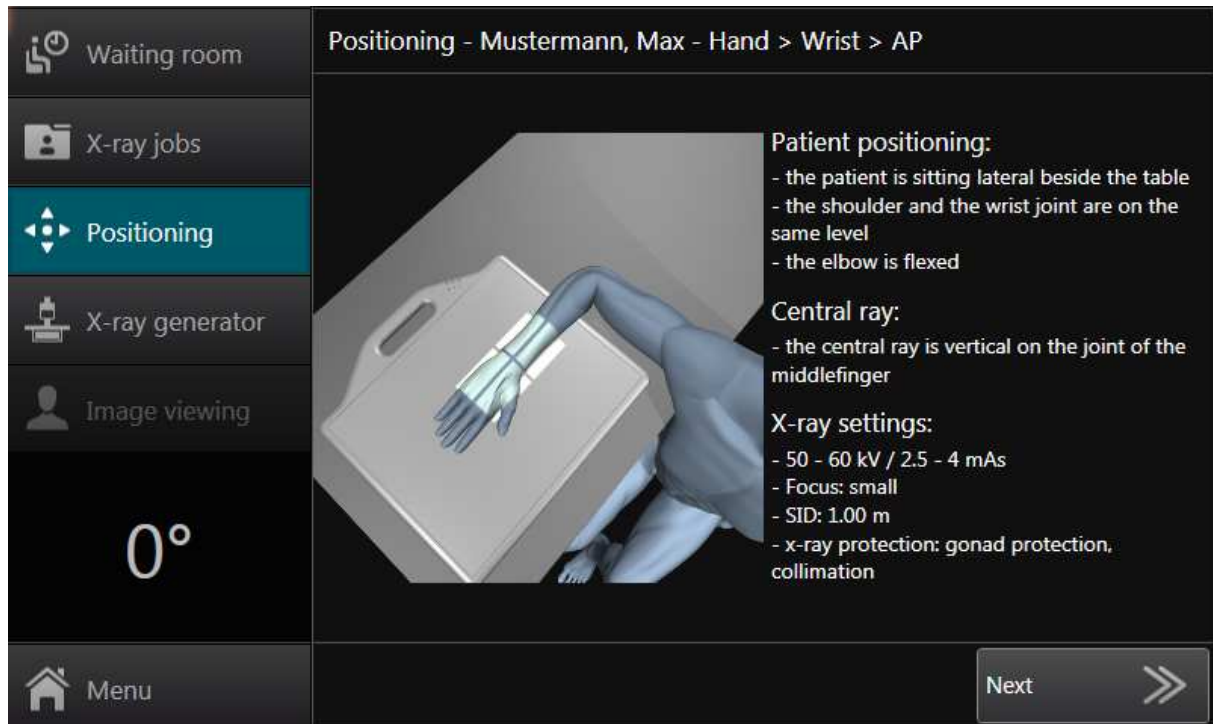 Waiting room
X-ray jobs
Positioning
X-ray generator
Image viewing
0°
Menu
Positioning - Mustermann, Max - Hand > Wrist > AP
Patient positioning:
- the patient is sitting lateral beside the table
- the shoulder and the wrist joint are on the
same level
- the elbow is flexed
Central ray:
- the central ray is vertical on the joint of the
middlefinger
X-ray settings:
- 50 - 60 kV / 2.5 - 4 mAs
- Focus: small
- SID: 1.00 m
- x-ray protection: gonad protection,
collimation
Next